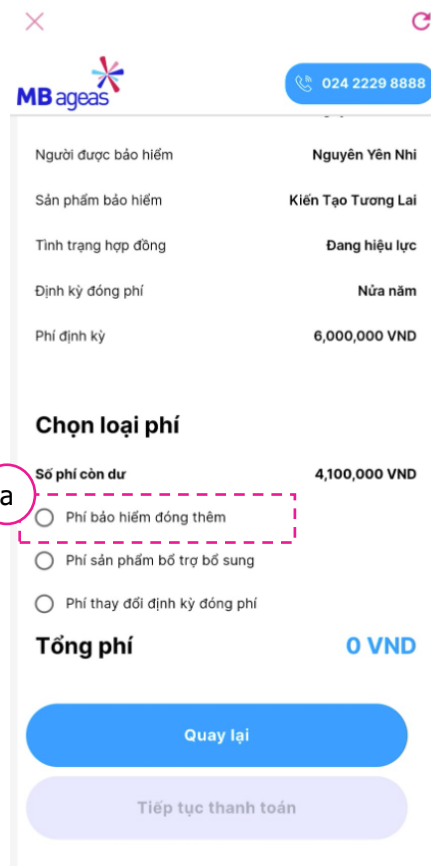 MB ageas
024 2229 8888
Người được bảo hiểm Nguyên Yên Nhi
Sản phẩm bảo hiểm Kiến Tạo Tương Lai
Tình trạng hợp đồng Đang hiệu lực
Định kỳ đóng phí Nửa năm
Phí định kỳ 6,000,000 VND
Chọn loại phí
Số phí còn dư 4,100,000 VND
a
Phí bảo hiểm đóng thêm
Phí sản phẩm bổ trợ bổ sung
Phí thay đổi định kỳ đóng phí
Tổng phí 0 VND
Quay lại
Tiếp tục thanh toán